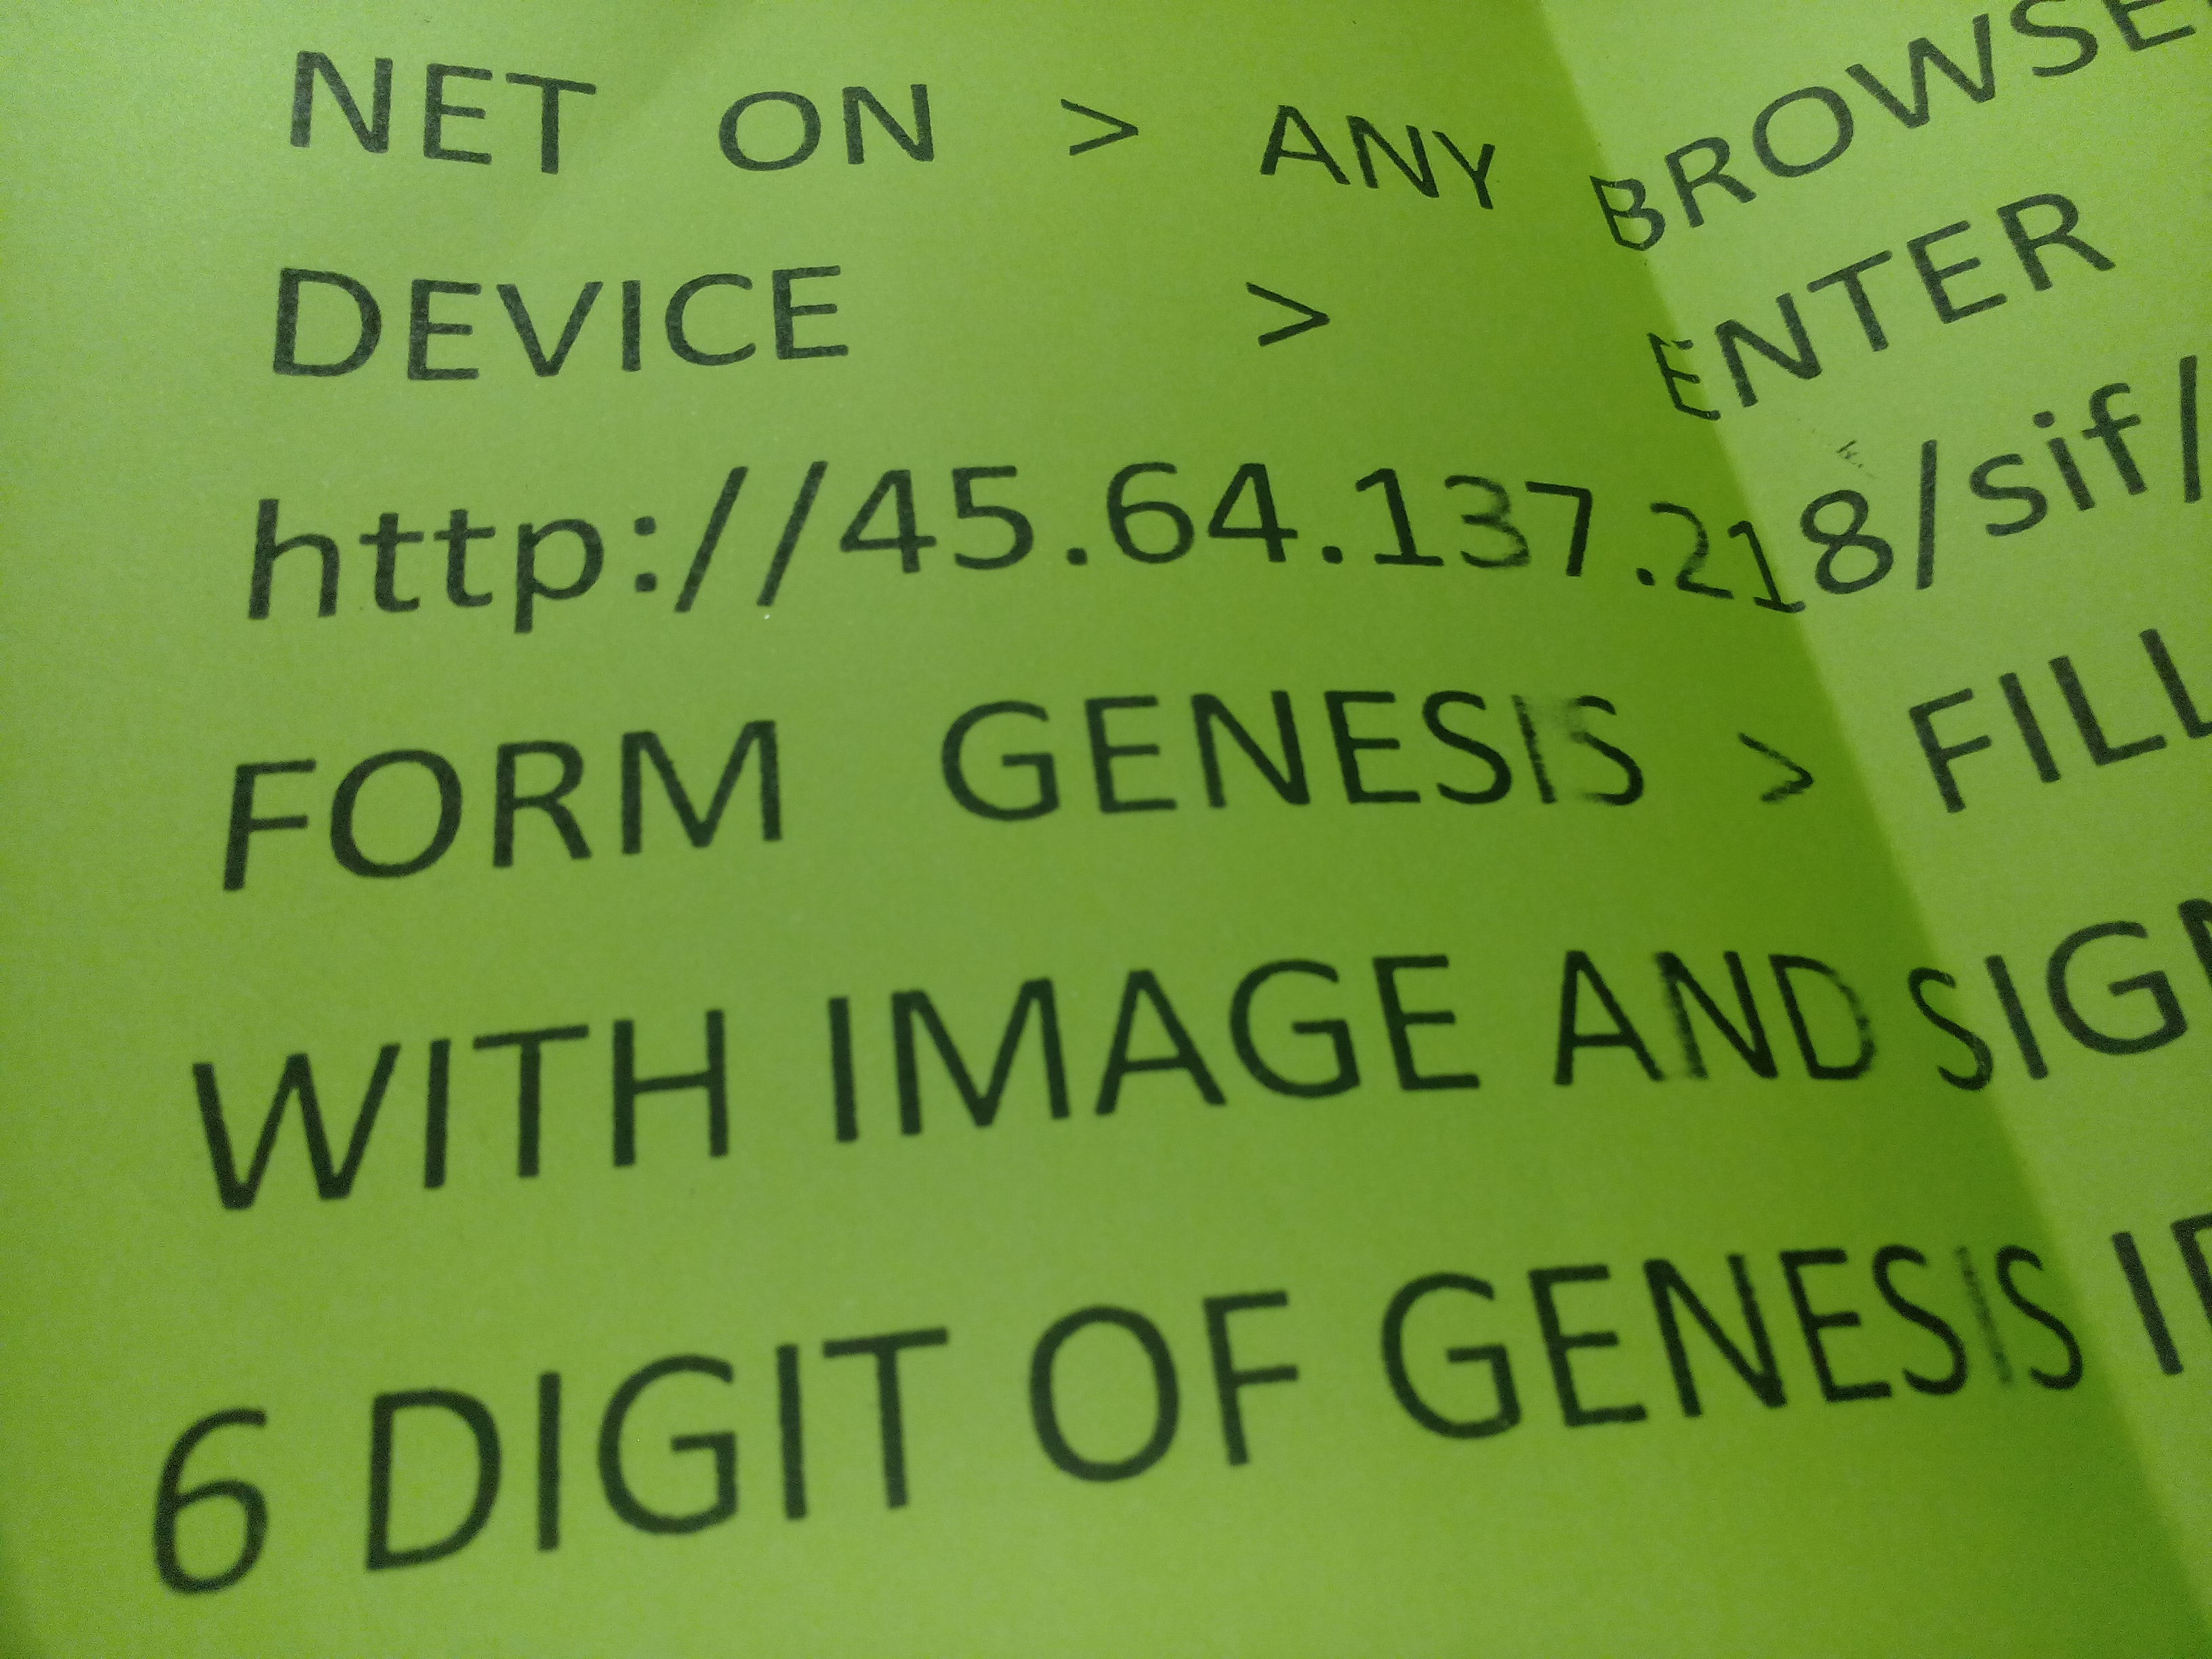 NET ON > ANY BROWSE
DEVICE > ENTER
http://45.64.137.218/sif/
FORM GENESIS > FILL
WITH IMAGE AND SIG
6 DIGIT OF GENESIS